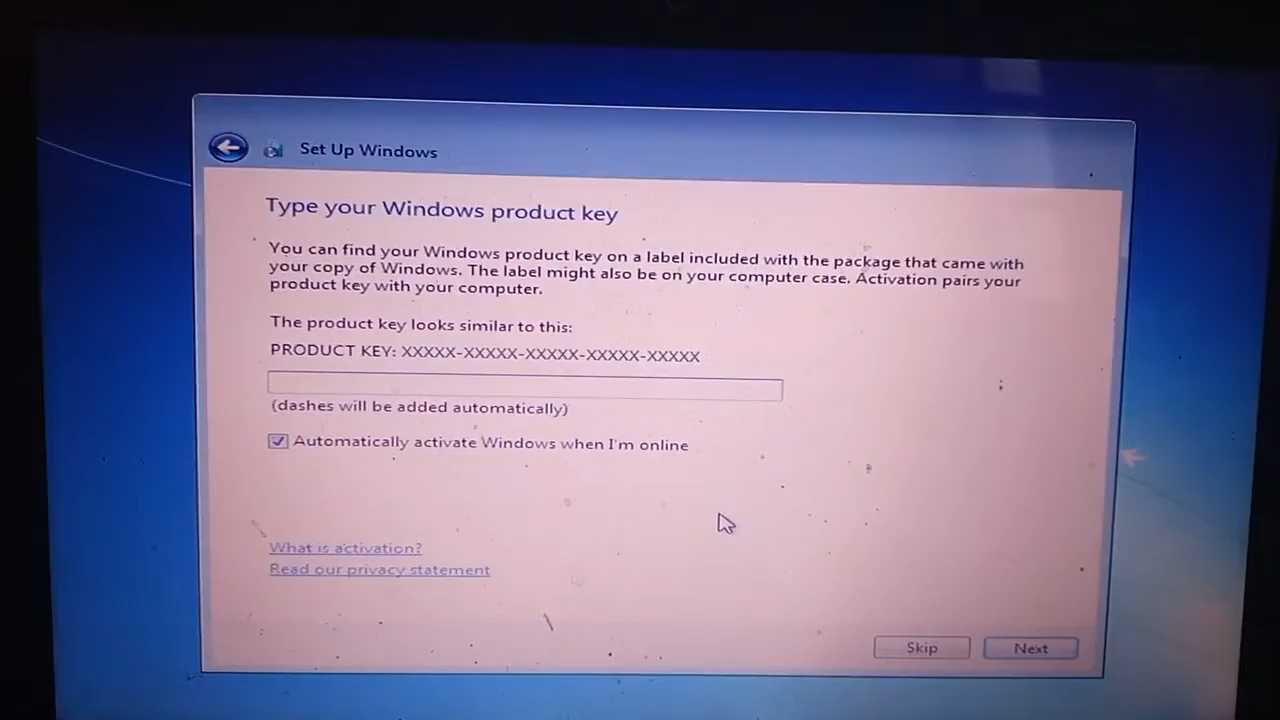 Set Up Windows
Type your Windows product key
You can find your Windows product key on a label included with the package that came with
your copy of Windows. The label might also be on your computer case. Activation pairs your
product key with your computer.
The product key looks similar to this:
PRODUCT KEY: XXXXX-XXXXX-XXXXX-XXXXX-XXXXX
(dashes will be added automatically)
Automatically activate Windows when I'm online
What is activation?
Read our privacy statement
Skip
Next